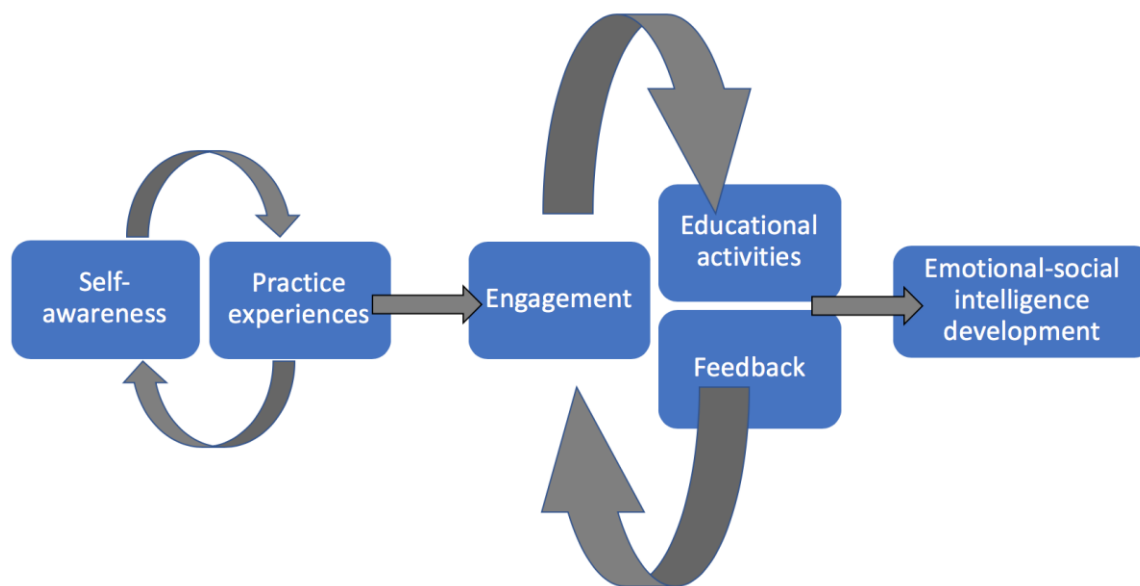 Self-
awareness
Practice
experiences
Engagement
Educational
activities
Feedback
Emotional-social
intelligence
development